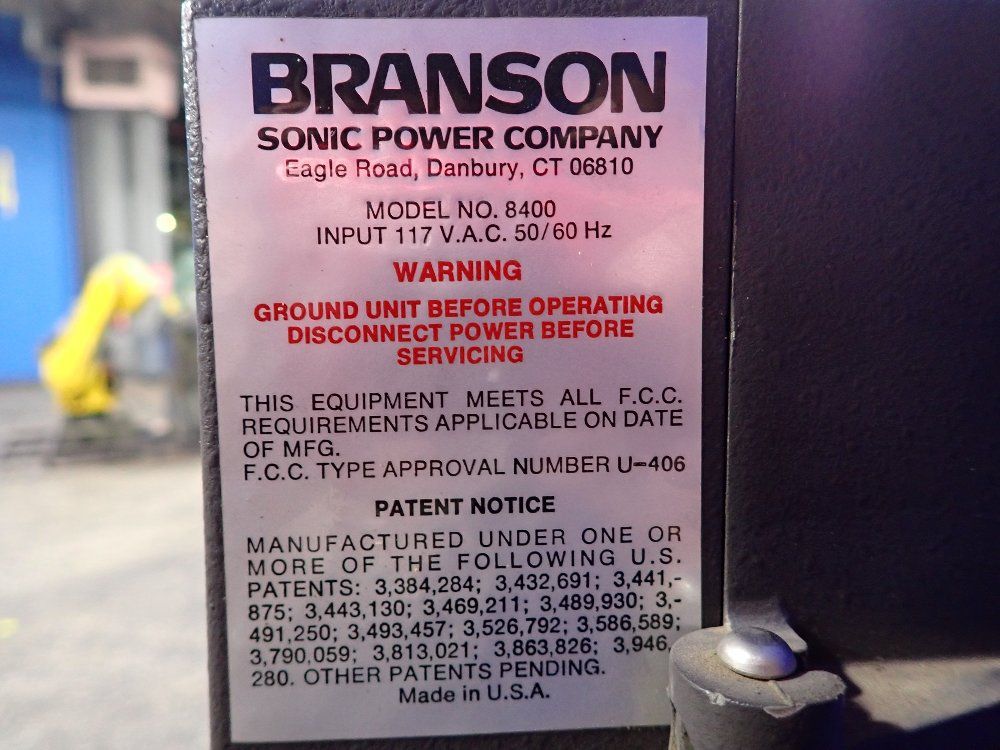 BRANSON
SONIC POWER COMPANY
Eagle Road, Danbury, CT 06810
MODEL NO. 8400
INPUT 117 V.A.C. 50/60 Hz
WARNING
GROUND UNIT BEFORE OPERATING
DISCONNECT POWER BEFORE
SERVICING
THIS EQUIPMENT MEETS ALL F.C.C.
REQUIREMENTS APPLICABLE ON DATE
OF MFG.
F.C.C. TYPE APPROVAL NUMBER U-406
PATENT NOTICE
MANUFACTURED UNDER ONE OR
MORE OF THE FOLLOWING U.S.
PATENTS: 3,384,284; 3,432,691; 3,441,-
875; 3,443,130; 3,469,211; 3,489,930; 3,-
491,250; 3,493,457; 3,526,792; 3,586,589;
3,790,059; 3,813,021; 3,863,826; 3,946,
280. OTHER PATENTS PENDING.
Made in U.S.A.